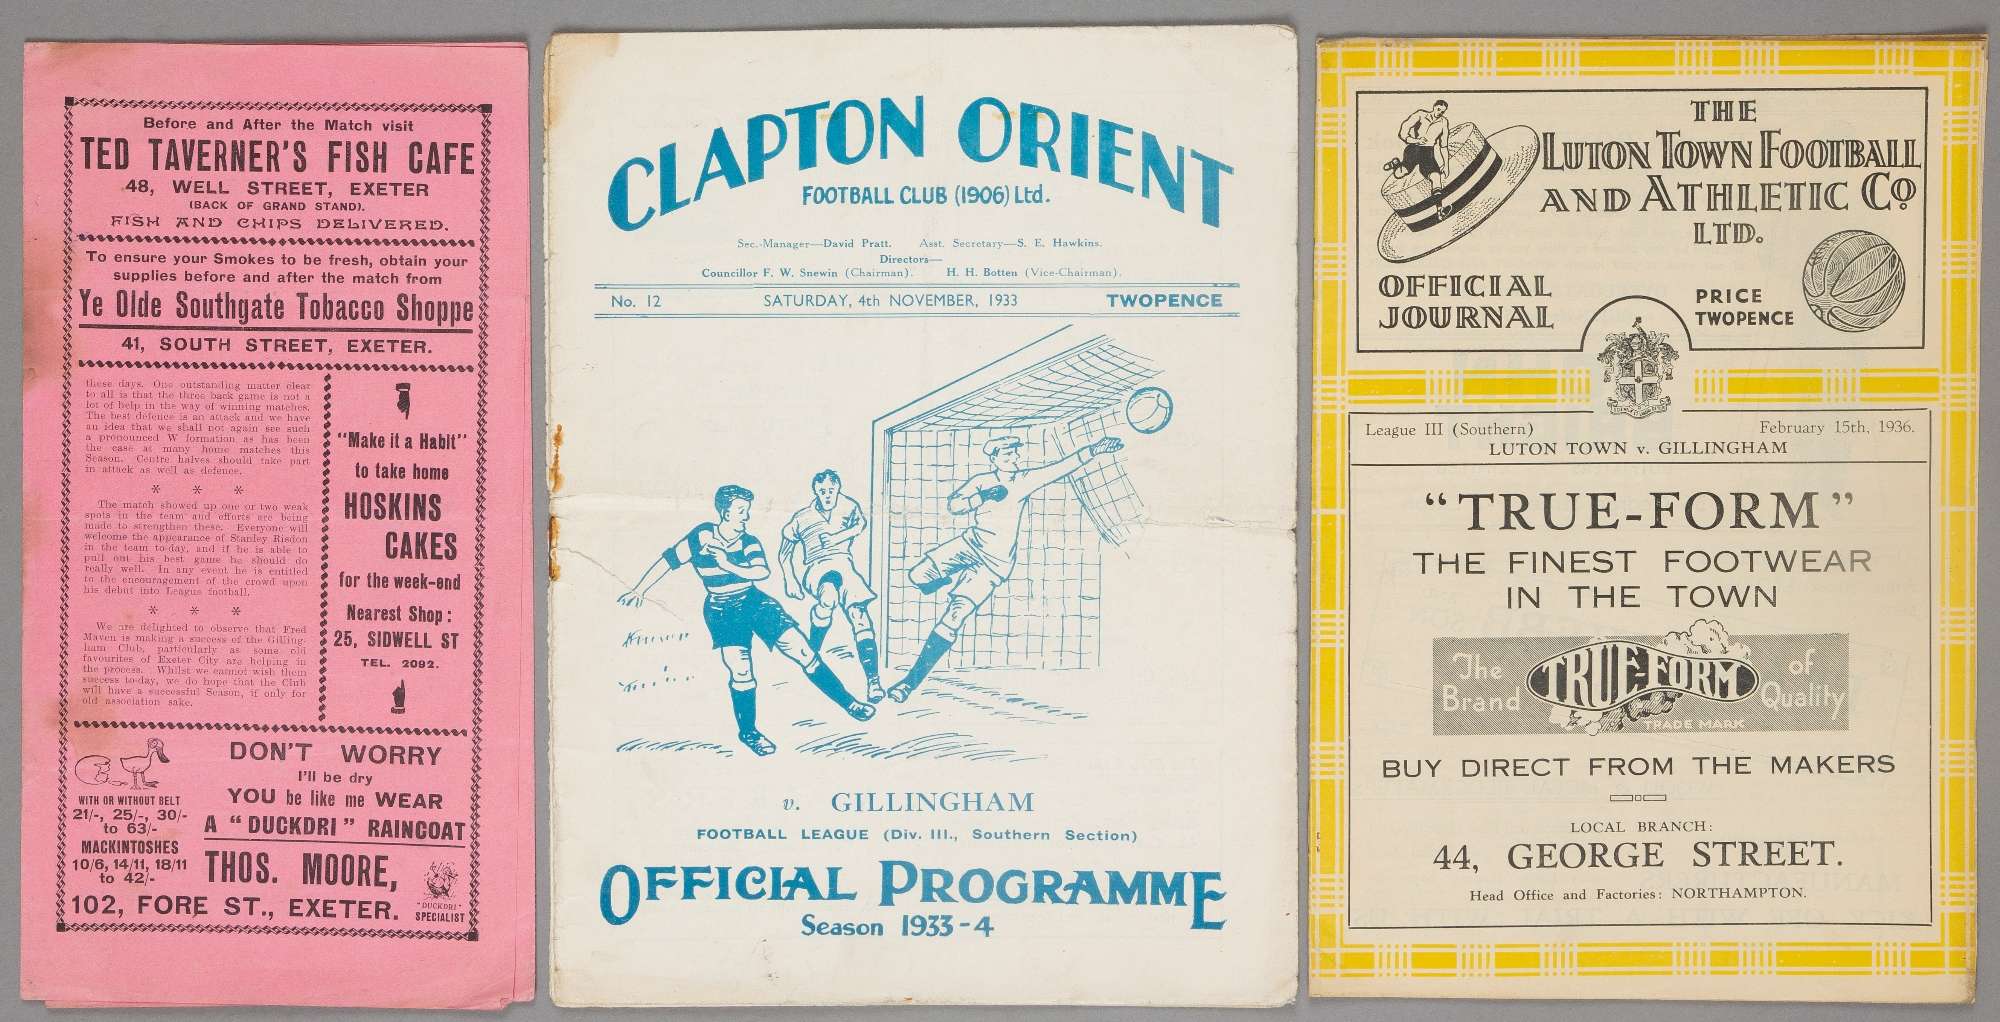 Before and After the Match visit
TED TAVERNER'S FISH CAFE
48, WELL STREET, EXETER
(BACK OF GRAND STAND).
FISH AND CHIPS DELIVERED.
To ensure your Smokes to be fresh, obtain your
supplies before and after the match from
Ye Olde Southgate Tobacco Shoppe
41, SOUTH STREET, EXETER.
these days. One outstanding matter clear
to all is that the three back game is not a
lot of help in the way of winning matches.
The best defence is an attack and we have
an idea that we shall not again see such
a pronounced W formation as has been
the case at many home matches this
Season. Centre halves should take part
in attack as well as defence.
* * *
The match showed up one or two weak
spots in the team and efforts are being
made to strengthen these. Everyone will
welcome the appearance of Stanley Risdon
in the team to-day, and if he is able to
pull out his best game he should do
really well. In any event he is entitled
to the encouragement of the crowd upon
his debut into League football.
* * *
We are delighted to observe that Fred
Maven is making a success of the Gilling-
ham Club, particularly as some old
favourites of Exeter City are helping in
the process. Whilst we cannot wish them
success to-day, we do hope that the Club
will have a successful Season, if only for
old association sake.
"Make it a Habit"
to take home
HOSKINS
CAKES
for the week-end
Nearest Shop:
25, SIDWELL ST
TEL. 2092.
WITH OR WITHOUT BELT
21/-, 25/-, 30/-
to 63/-
MACKINTOSHES
10/6, 14/11, 18/11
to 42/-
DON'T WORRY
I'll be dry
YOU be like me WEAR
A "DUCKDRI" RAINCOAT
THOS. MOORE,
102, FORE ST., EXETER.
"DUCKDRI"
SPECIALIST
CLAPTON ORIENT
FOOTBALL CLUB (1906) Ltd.
Sec.-Manager—David Pratt. Asst. Secretary—S. E. Hawkins.
Directors—
Councillor F. W. Snewin (Chairman). H. H. Botten (Vice-Chairman).
No. 12 SATURDAY, 4th NOVEMBER, 1933 TWOPENCE
v. GILLINGHAM
FOOTBALL LEAGUE (Div. III., Southern Section)
OFFICIAL PROGRAMME
Season 1933-4
THE
LUTON TOWN FOOTBALL
AND ATHLETIC CO
LTD.
OFFICIAL
JOURNAL
PRICE
TWOPENCE
League III (Southern) February 15th, 1936.
LUTON TOWN v. GILLINGHAM
"TRUE-FORM"
THE FINEST FOOTWEAR
IN THE TOWN
The Brand
TRUE-FORM
of Quality
TRADE MARK
BUY DIRECT FROM THE MAKERS
LOCAL BRANCH:
44, GEORGE STREET.
Head Office and Factories: NORTHAMPTON.